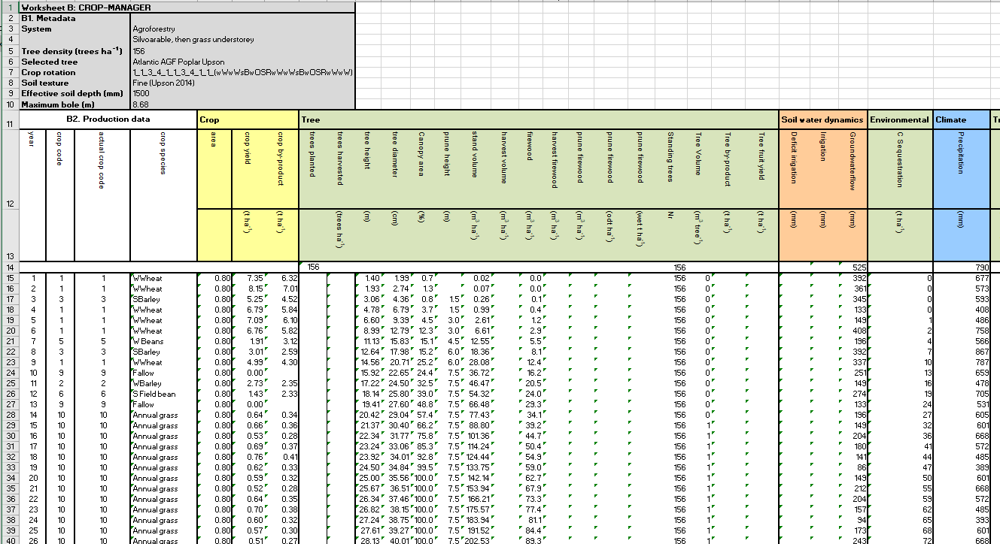 1 Worksheet B: CROP-MANAGER
2 B1. Metadata
3 System Agroforestry
4 Silvoarable, then grass understorey
5 Tree density (trees ha⁻¹) 156
6 Selected tree Atlantic AGF Poplar Upson
7 Crop rotation 1_1_3_4_1_1_3_4_1_1_(wWwWsBwOSRwWwWsBwOSRwWwW)
8 Soil texture Fine (Upson 2014)
9 Effective soil depth (mm) 1500
10 Maximum bole (m) 8.68
11 B2. Production data Crop Tree Soil water dynamics Environmental Climate
12 year crop code actual crop code crop species area crop yield crop by-product trees planted trees harvested tree height tree diameter Canopy area prune height stand volume harvest volume firewood harvest firewood prune firewood prune firewood prune firewood Standing trees Tree Volume Tree by-product Tree fruit yield Deficit irrigation Irrigation Groundwaterflow C Sequestration Precipitation
13 (t ha⁻¹) (t ha⁻¹) (trees ha⁻¹) (m) (cm) (%) (m) (m³ ha⁻¹) (m³ ha⁻¹) (m³ ha⁻¹) (m³ ha⁻¹) (m³ ha⁻¹) (odt ha⁻¹) (wet t ha⁻¹) Nr (m³ tree⁻¹) (t ha⁻¹) (t ha⁻¹) (mm) (mm) (mm) (t ha⁻¹) (mm)
14 156 156 525 790
15 1 1 1 WWheat 0.80 7.35 6.32 1.40 1.99 0.7 0.02 0.0 156 0 392 0 677
16 2 1 1 WWheat 0.80 8.15 7.01 1.93 2.74 1.3 0.07 0.0 156 0 361 0 573
17 3 3 3 SBarley 0.80 5.25 4.52 3.06 4.36 0.8 1.5 0.26 0.1 156 0 345 0 593
18 4 1 1 WWheat 0.80 6.79 5.84 4.78 6.79 3.7 1.5 0.99 0.4 156 0 133 0 408
19 5 1 1 WWheat 0.80 7.09 6.10 6.60 9.39 4.5 3.0 2.61 1.2 156 0 149 1 486
20 6 1 1 WWheat 0.80 6.76 5.82 8.99 12.79 12.3 3.0 6.61 2.9 156 0 408 2 758
21 7 5 5 W Beans 0.80 1.91 3.12 11.13 15.83 15.1 4.5 12.55 5.5 156 0 196 4 566
22 8 3 3 SBarley 0.80 3.01 2.59 12.64 17.98 15.2 6.0 18.36 8.1 156 0 392 7 867
23 9 1 1 WWheat 0.80 4.99 4.30 14.56 20.71 25.2 6.0 28.08 12.4 156 0 337 10 787
24 10 9 9 Fallow 0.80 0.00 15.92 22.65 24.4 7.5 36.72 16.2 156 0 251 13 659
25 11 2 2 WBarley 0.80 2.73 2.35 17.22 24.50 32.5 7.5 46.47 20.5 156 0 149 16 478
26 12 6 6 S Field bean 0.80 1.43 2.33 18.14 25.80 39.0 7.5 54.32 24.0 156 0 274 19 705
27 13 9 9 Fallow 0.80 0.00 19.41 27.60 48.8 7.5 66.48 29.3 156 0 133 24 531
28 14 10 10 Annual grass 0.80 0.64 0.34 20.42 29.04 57.4 7.5 77.43 34.1 156 0 196 27 605
29 15 10 10 Annual grass 0.80 0.66 0.36 21.37 30.40 66.2 7.5 88.80 39.2 156 1 149 32 601
30 16 10 10 Annual grass 0.80 0.53 0.28 22.34 31.77 75.8 7.5 101.36 44.7 156 1 204 36 668
31 17 10 10 Annual grass 0.80 0.69 0.37 23.24 33.06 85.3 7.5 114.24 50.4 156 1 180 41 572
32 18 10 10 Annual grass 0.80 0.76 0.41 23.92 34.01 92.8 7.5 124.44 54.9 156 1 141 44 485
33 19 10 10 Annual grass 0.80 0.62 0.33 24.50 34.84 99.5 7.5 133.75 59.0 156 1 86 47 389
34 20 10 10 Annual grass 0.80 0.59 0.32 25.00 35.56 100.0 7.5 142.14 62.7 156 1 149 50 601
35 21 10 10 Annual grass 0.80 0.52 0.28 25.67 36.51 100.0 7.5 153.94 67.9 156 1 212 55 668
36 22 10 10 Annual grass 0.80 0.64 0.35 26.34 37.46 100.0 7.5 166.21 73.3 156 1 204 59 572
37 23 10 10 Annual grass 0.80 0.70 0.38 26.82 38.15 100.0 7.5 175.57 77.4 156 1 157 62 485
38 24 10 10 Annual grass 0.80 0.60 0.32 27.24 38.75 100.0 7.5 183.94 81.1 156 1 94 65 393
39 25 10 10 Annual grass 0.80 0.57 0.30 27.61 39.27 100.0 7.5 191.52 84.4 156 1 173 68 601
40 26 10 10 Annual grass 0.80 0.51 0.27 28.13 40.01 100.0 7.5 202.53 89.3 156 1 243 72 668